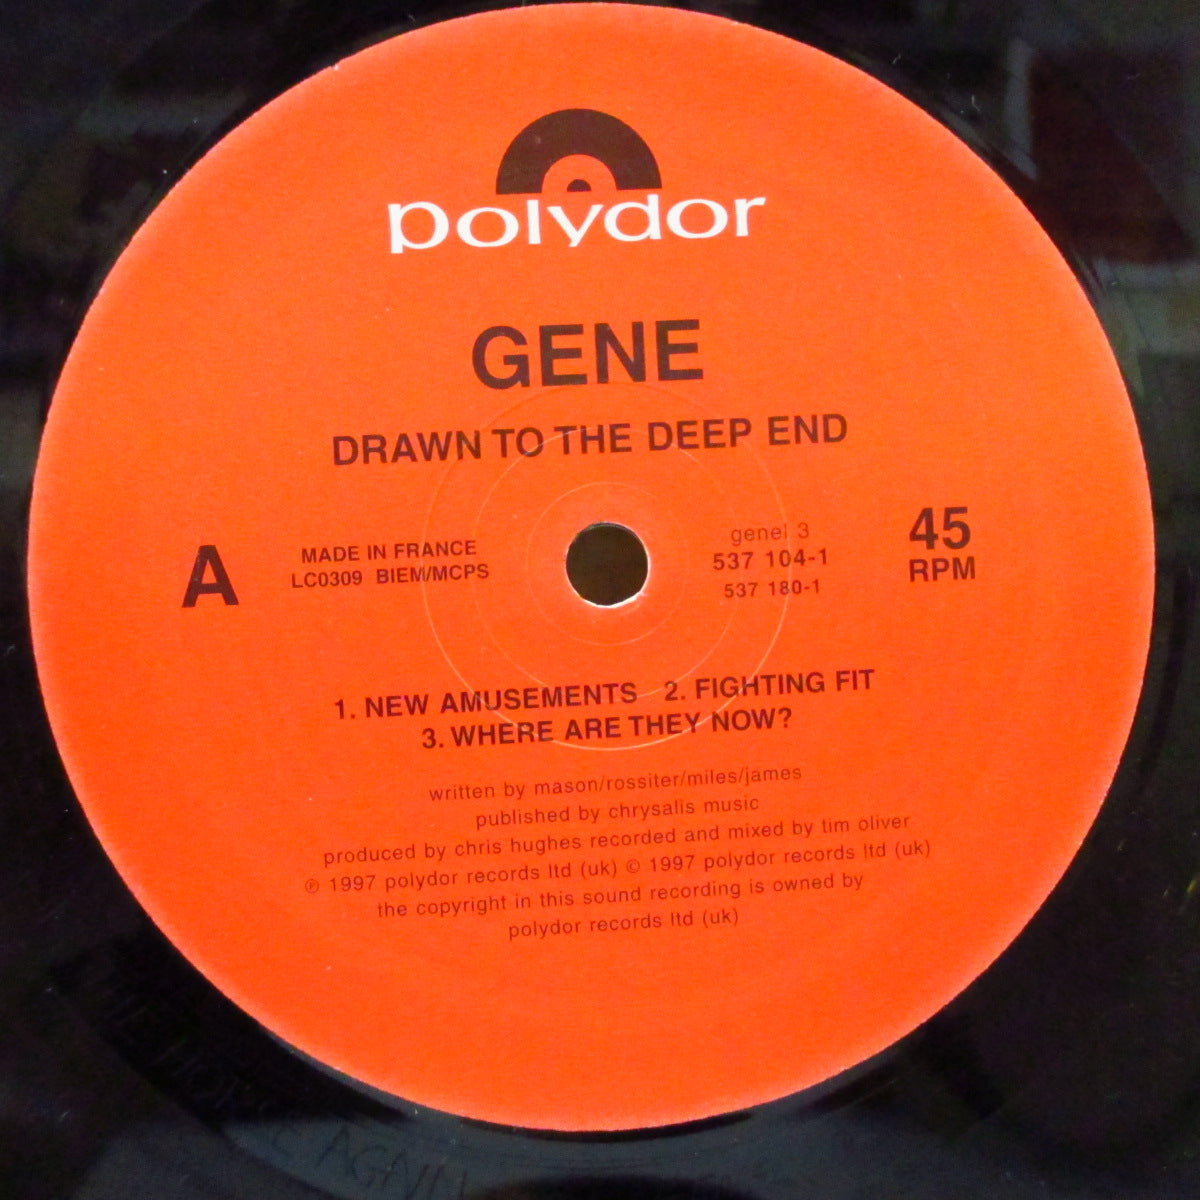 polydor
GENE
DRAWN TO THE DEEP END
A
MADE IN FRANCE
LC0309 BIEM/MCPS
genel 3
537 104-1
537 180-1
45
RPM
1. NEW AMUSEMENTS 2. FIGHTING FIT
3. WHERE ARE THEY NOW?
written by mason/rossiter/miles/james
published by chrysalis music
produced by chris hughes recorded and mixed by tim oliver
℗ 1997 polydor records ltd (uk) © 1997 polydor records ltd (uk)
the copyright in this sound recording is owned by
polydor records ltd (uk)
AGAIN